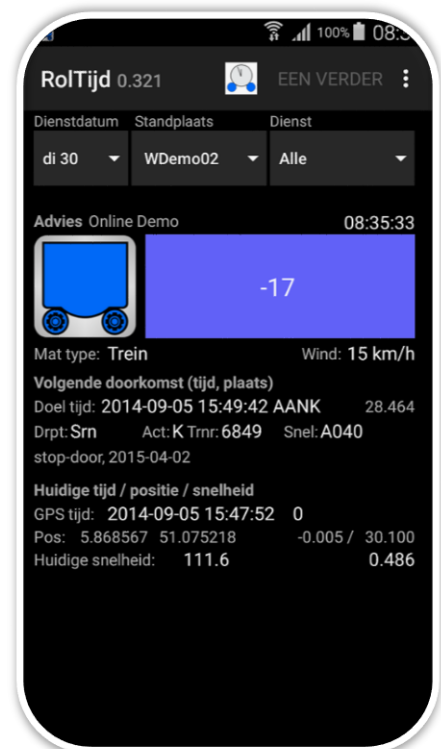 100% 08:3
RolTijd 0.321 EEN VERDER
Dienstdatum Standplaats Dienst
di 30 WDemo02 Alle
Advies Online Demo 08:35:33
-17
Mat type: Trein Wind: 15 km/h
Volgende doorkomst (tijd, plaats)
Doel tijd: 2014-09-05 15:49:42 AANK 28.464
Drpt: Srn Act: K Trnr: 6849 Snel: A040
stop-door, 2015-04-02
Huidige tijd / positie / snelheid
GPS tijd: 2014-09-05 15:47:52 0
Pos: 5.868567 51.075218 -0.005 / 30.100
Huidige snelheid: 111.6 0.486